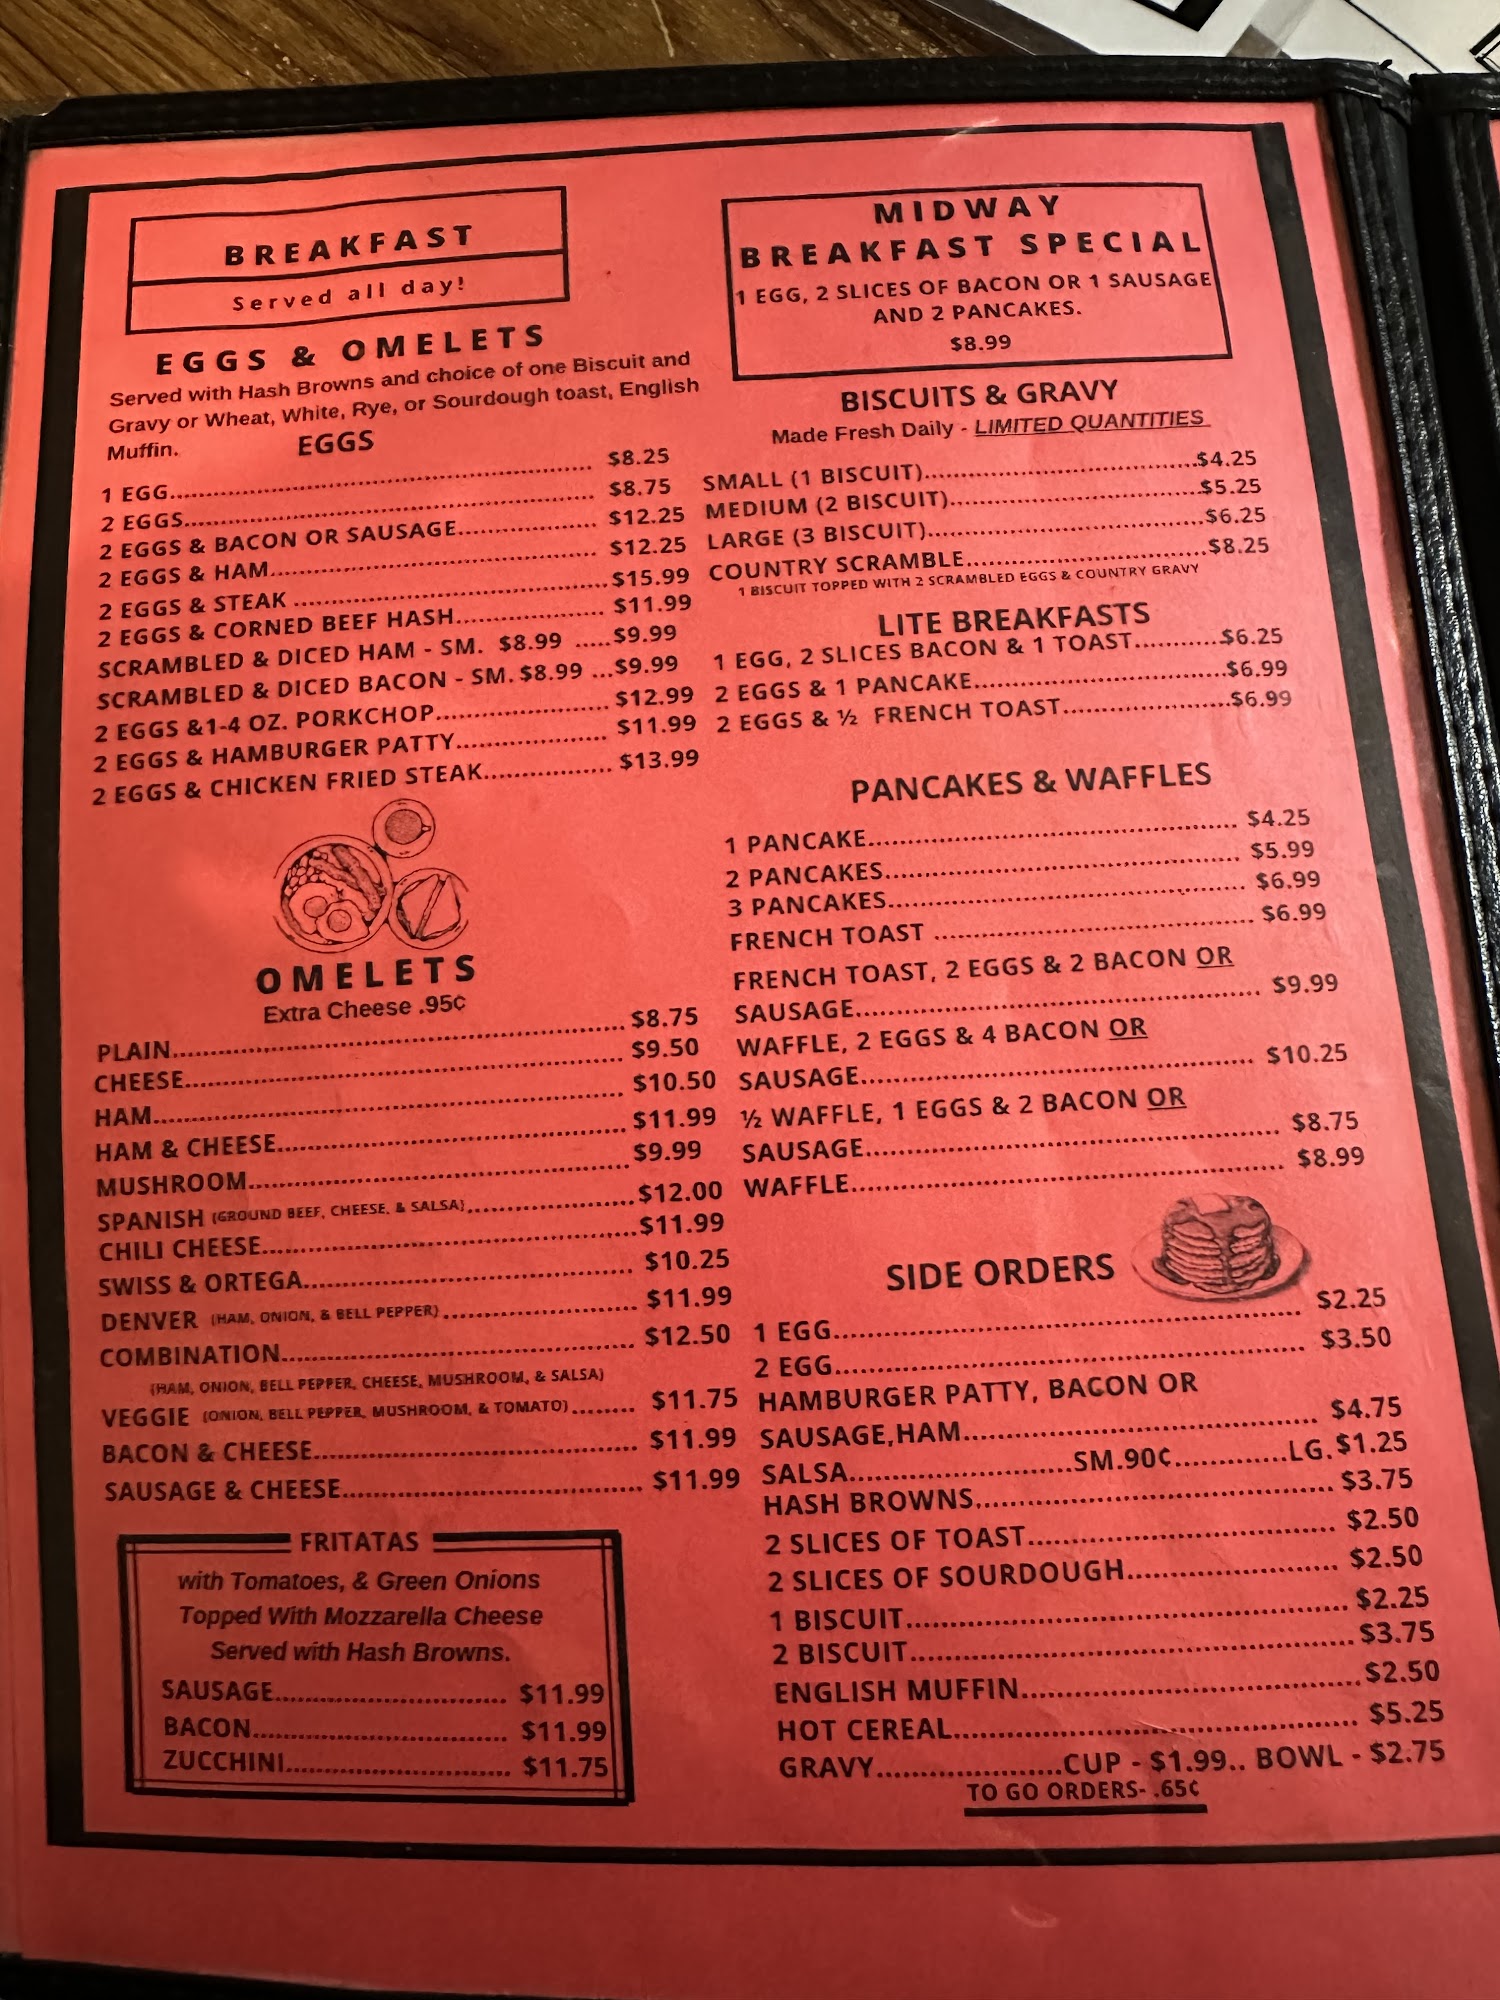 BREAKFAST
Served all day!
EGGS & OMELETS
Served with Hash Browns and choice of one Biscuit and
Gravy or Wheat, White, Rye, or Sourdough toast, English
Muffin.
EGGS
1 EGG........ $8.25
2 EGGS........ $8.75
2 EGGS & BACON OR SAUSAGE........ $12.25
2 EGGS & HAM........ $12.25
2 EGGS & STEAK ........$15.99
2 EGGS & CORNED BEEF HASH........ $11.99
SCRAMBLED & DICED HAM - SM. $8.99 .....$9.99
SCRAMBLED & DICED BACON - SM. $8.99 ...$9.99
2 EGGS &1-4 OZ. PORKCHOP........ $12.99
2 EGGS & HAMBURGER PATTY........ $11.99
2 EGGS & CHICKEN FRIED STEAK........ $13.99
OMELETS
Extra Cheese .95¢
PLAIN........ $8.75
CHEESE........ $9.50
HAM........ $10.50
HAM & CHEESE........ $11.99
MUSHROOM........ $9.99
SPANISH (GROUND BEEF, CHEESE, & SALSA)........$12.00
CHILI CHEESE........$11.99
SWISS & ORTEGA........ $10.25
DENVER (HAM, ONION, & BELL PEPPER)........ $11.99
COMBINATION........ $12.50
(HAM, ONION, BELL PEPPER, CHEESE, MUSHROOM, & SALSA)
VEGGIE (ONION, BELL PEPPER, MUSHROOM, & TOMATO)........ $11.75
BACON & CHEESE........ $11.99
SAUSAGE & CHEESE........ $11.99
FRITATAS
with Tomatoes, & Green Onions
Topped With Mozzarella Cheese
Served with Hash Browns.
SAUSAGE........ $11.99
BACON........ $11.99
ZUCCHINI........ $11.75
MIDWAY
BREAKFAST SPECIAL
1 EGG, 2 SLICES OF BACON OR 1 SAUSAGE
AND 2 PANCAKES.
$8.99
BISCUITS & GRAVY
Made Fresh Daily - LIMITED QUANTITIES
SMALL (1 BISCUIT)........$4.25
MEDIUM (2 BISCUIT)........$5.25
LARGE (3 BISCUIT)........$6.25
COUNTRY SCRAMBLE........$8.25
1 BISCUIT TOPPED WITH 2 SCRAMBLED EGGS & COUNTRY GRAVY
LITE BREAKFASTS
1 EGG, 2 SLICES BACON & 1 TOAST........$6.25
2 EGGS & 1 PANCAKE........$6.99
2 EGGS & ½ FRENCH TOAST........$6.99
PANCAKES & WAFFLES
1 PANCAKE........ $4.25
2 PANCAKES........ $5.99
3 PANCAKES........ $6.99
FRENCH TOAST ........ $6.99
FRENCH TOAST, 2 EGGS & 2 BACON OR
SAUSAGE........ $9.99
WAFFLE, 2 EGGS & 4 BACON OR
SAUSAGE........ $10.25
½ WAFFLE, 1 EGGS & 2 BACON OR
SAUSAGE........ $8.75
WAFFLE........ $8.99
SIDE ORDERS
1 EGG........ $2.25
2 EGG........ $3.50
HAMBURGER PATTY, BACON OR
SAUSAGE,HAM........ $4.75
SALSA........SM.90¢........LG. $1.25
HASH BROWNS........ $3.75
2 SLICES OF TOAST........ $2.50
2 SLICES OF SOURDOUGH........ $2.50
1 BISCUIT........ $2.25
2 BISCUIT........$3.75
ENGLISH MUFFIN........$2.50
HOT CEREAL........ $5.25
GRAVY........CUP - $1.99.. BOWL - $2.75
TO GO ORDERS- .65¢